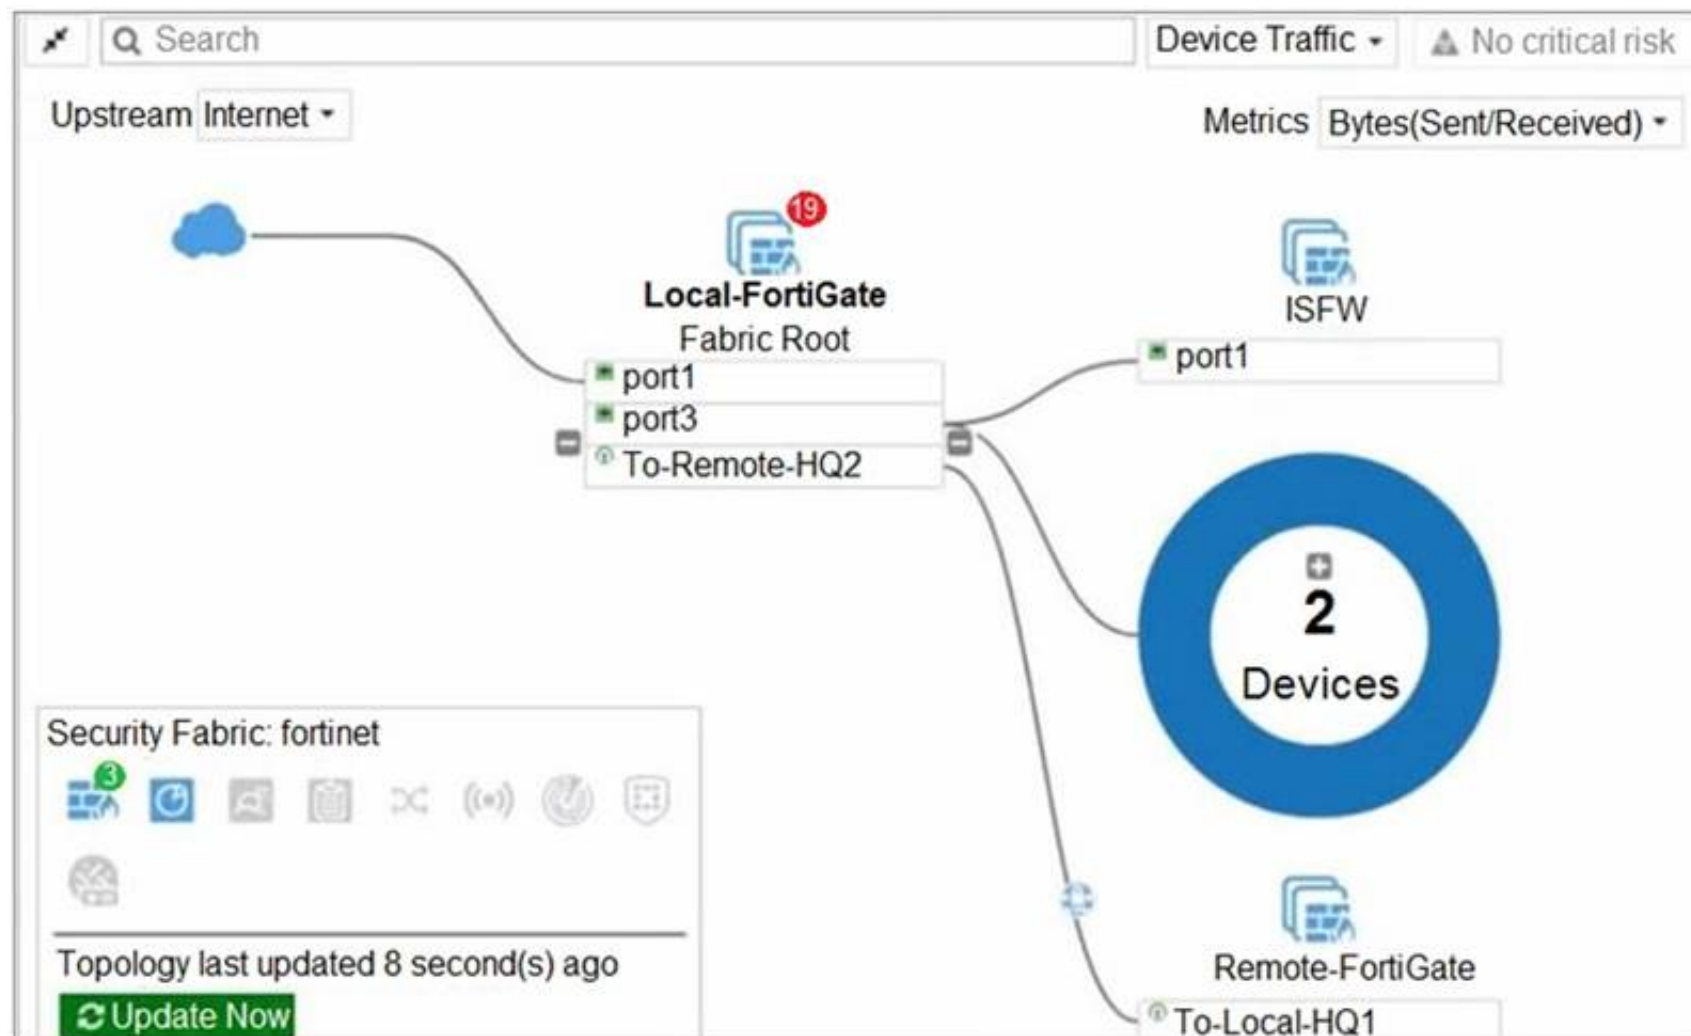 Search
Device Traffic
No critical risk
Upstream Internet
Metrics Bytes(Sent/Received)
19
Local-FortiGate
Fabric Root
port1
port3
To-Remote-HQ2
ISFW
port1
2
Devices
Security Fabric: fortinet
3
Topology last updated 8 second(s) ago
Update Now
Remote-FortiGate
To-Local-HQ1